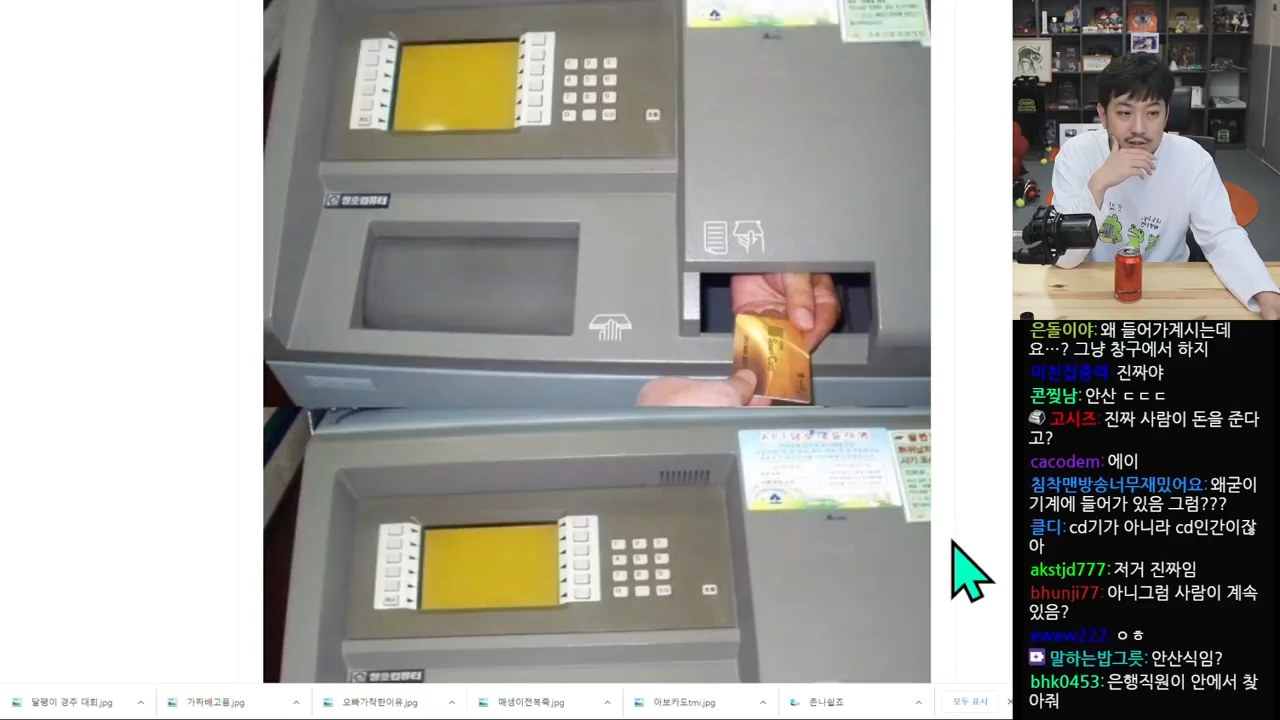 청호컴퓨터
은돌이야: 왜 들어가계시는데
요…? 그냥 창구에서 하지
미친집중력 진짜야
콘찢남: 안산 ㄷㄷㄷ
고시즈: 진짜 사람이 돈을 준다
고?
cacodem: 에이
침착맨방송너무재밌어요: 왜굳이
기계에 들어가 있음 그럼???
클디: cd기가 아니라 cd인간이잖
아
akstjd777: 저거 진짜임
bhunji77: 아니그럼 사람이 계속
있음?
ewew222: ㅇㅎ
말하는밥그릇: 안산식임?
bhk0453: 은행직원이 안에서 찾
아줘
달팽이 경주 대회.jpg
가짜배고픔.jpg
오빠가작한이유.jpg
매생이전복죽.jpg
아보카도tmi.jpg
존나쉽죠
모두 표시